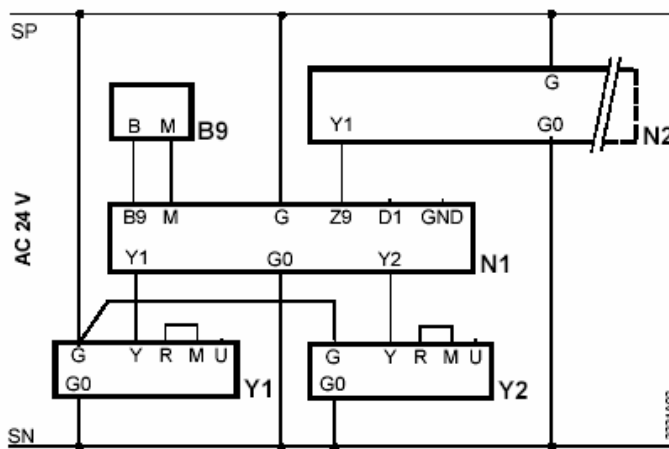 SP
G
B M B9
Y1 G0 N2
AC 24 V
B9 M G Z9 D1 GND
Y1 G0 Y2 N1
G Y R M U
G0 Y1
G Y R M U
G0 Y2
SN